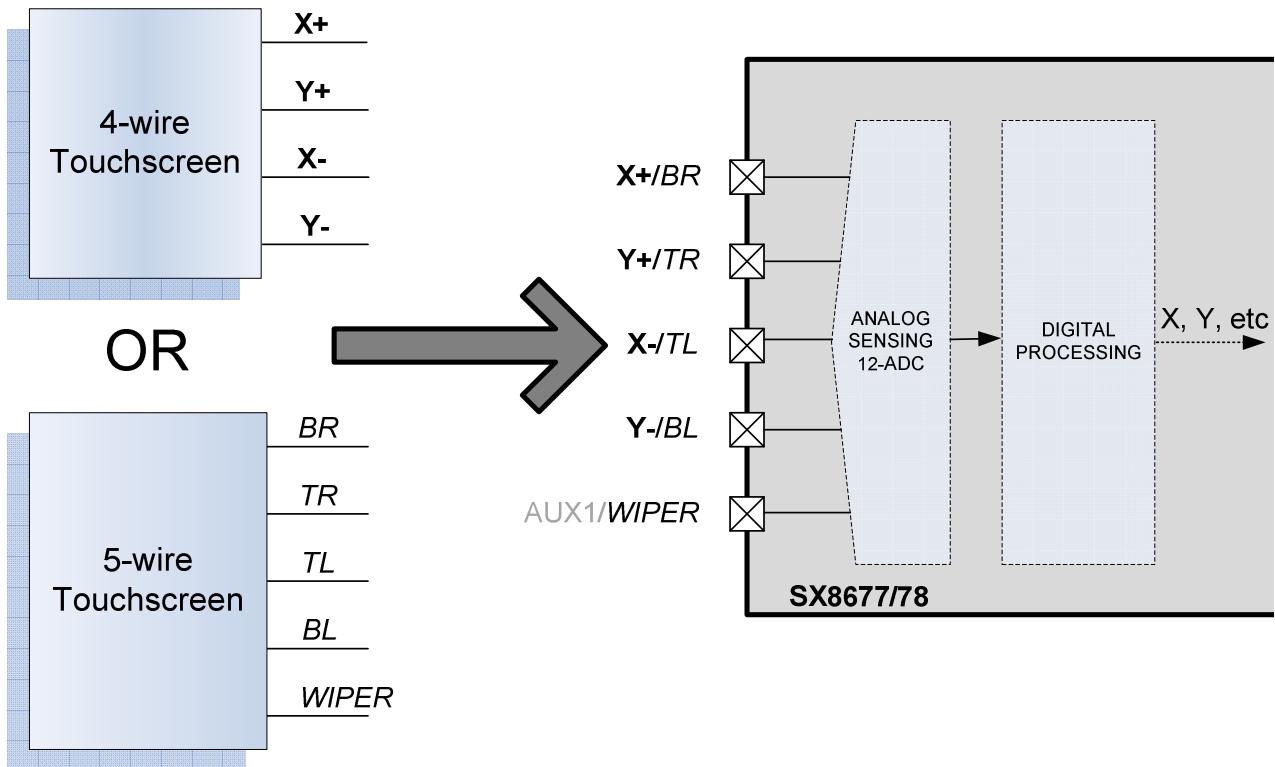 X+
Y+
X-
Y-
4-wire
Touchscreen
OR
BR
TR
TL
BL
WIPER
5-wire
Touchscreen
X+/BR
Y+/TR
X-/TL
Y-/BL
AUX1/WIPER
ANALOG
SENSING
12-ADC
DIGITAL
PROCESSING
X, Y, etc
SX8677/78